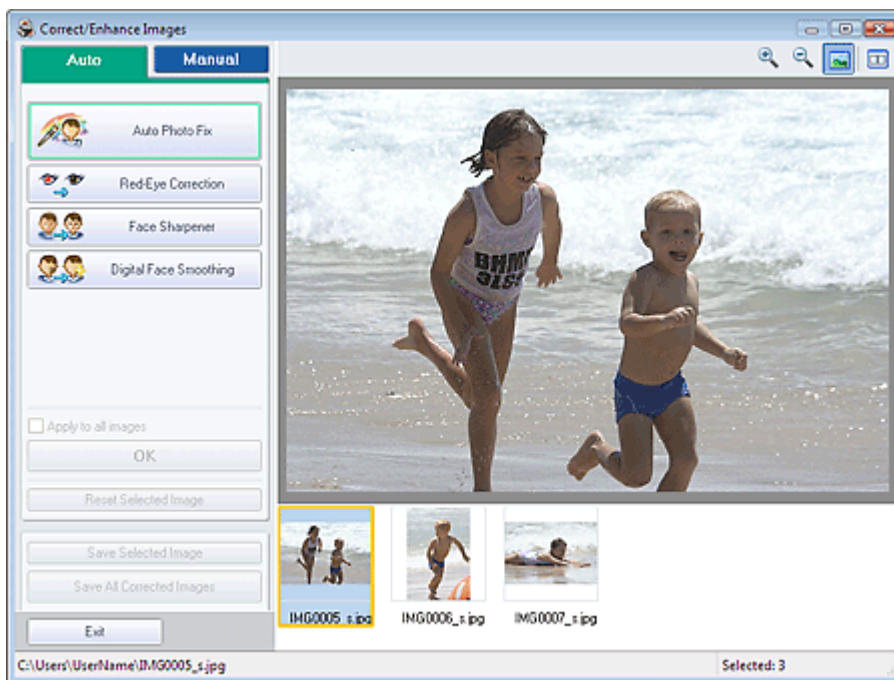 Correct/Enhance Images
Auto
Manual
Auto Photo Fix
Red-Eye Correction
Face Sharpener
Digital Face Smoothing
Apply to all images
OK
Reset Selected Image
Save Selected Image
Save All Corrected Images
Exit
IMG0005_s.jpg
IMG0006_s.jpg
IMG0007_s.jpg
C:\Users\UserName\IMG0005_s.jpg
Selected: 3